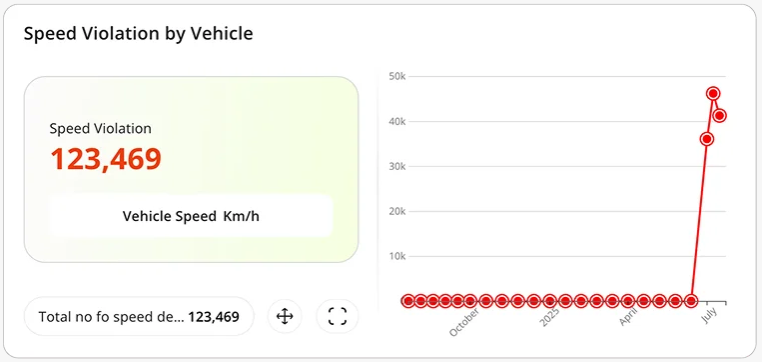 Speed Violation by Vehicle
Speed Violation
123,469
Vehicle Speed Km/h
Total no fo speed de... 123,469
50k
40k
30k
20k
10k
October
2025
April
July